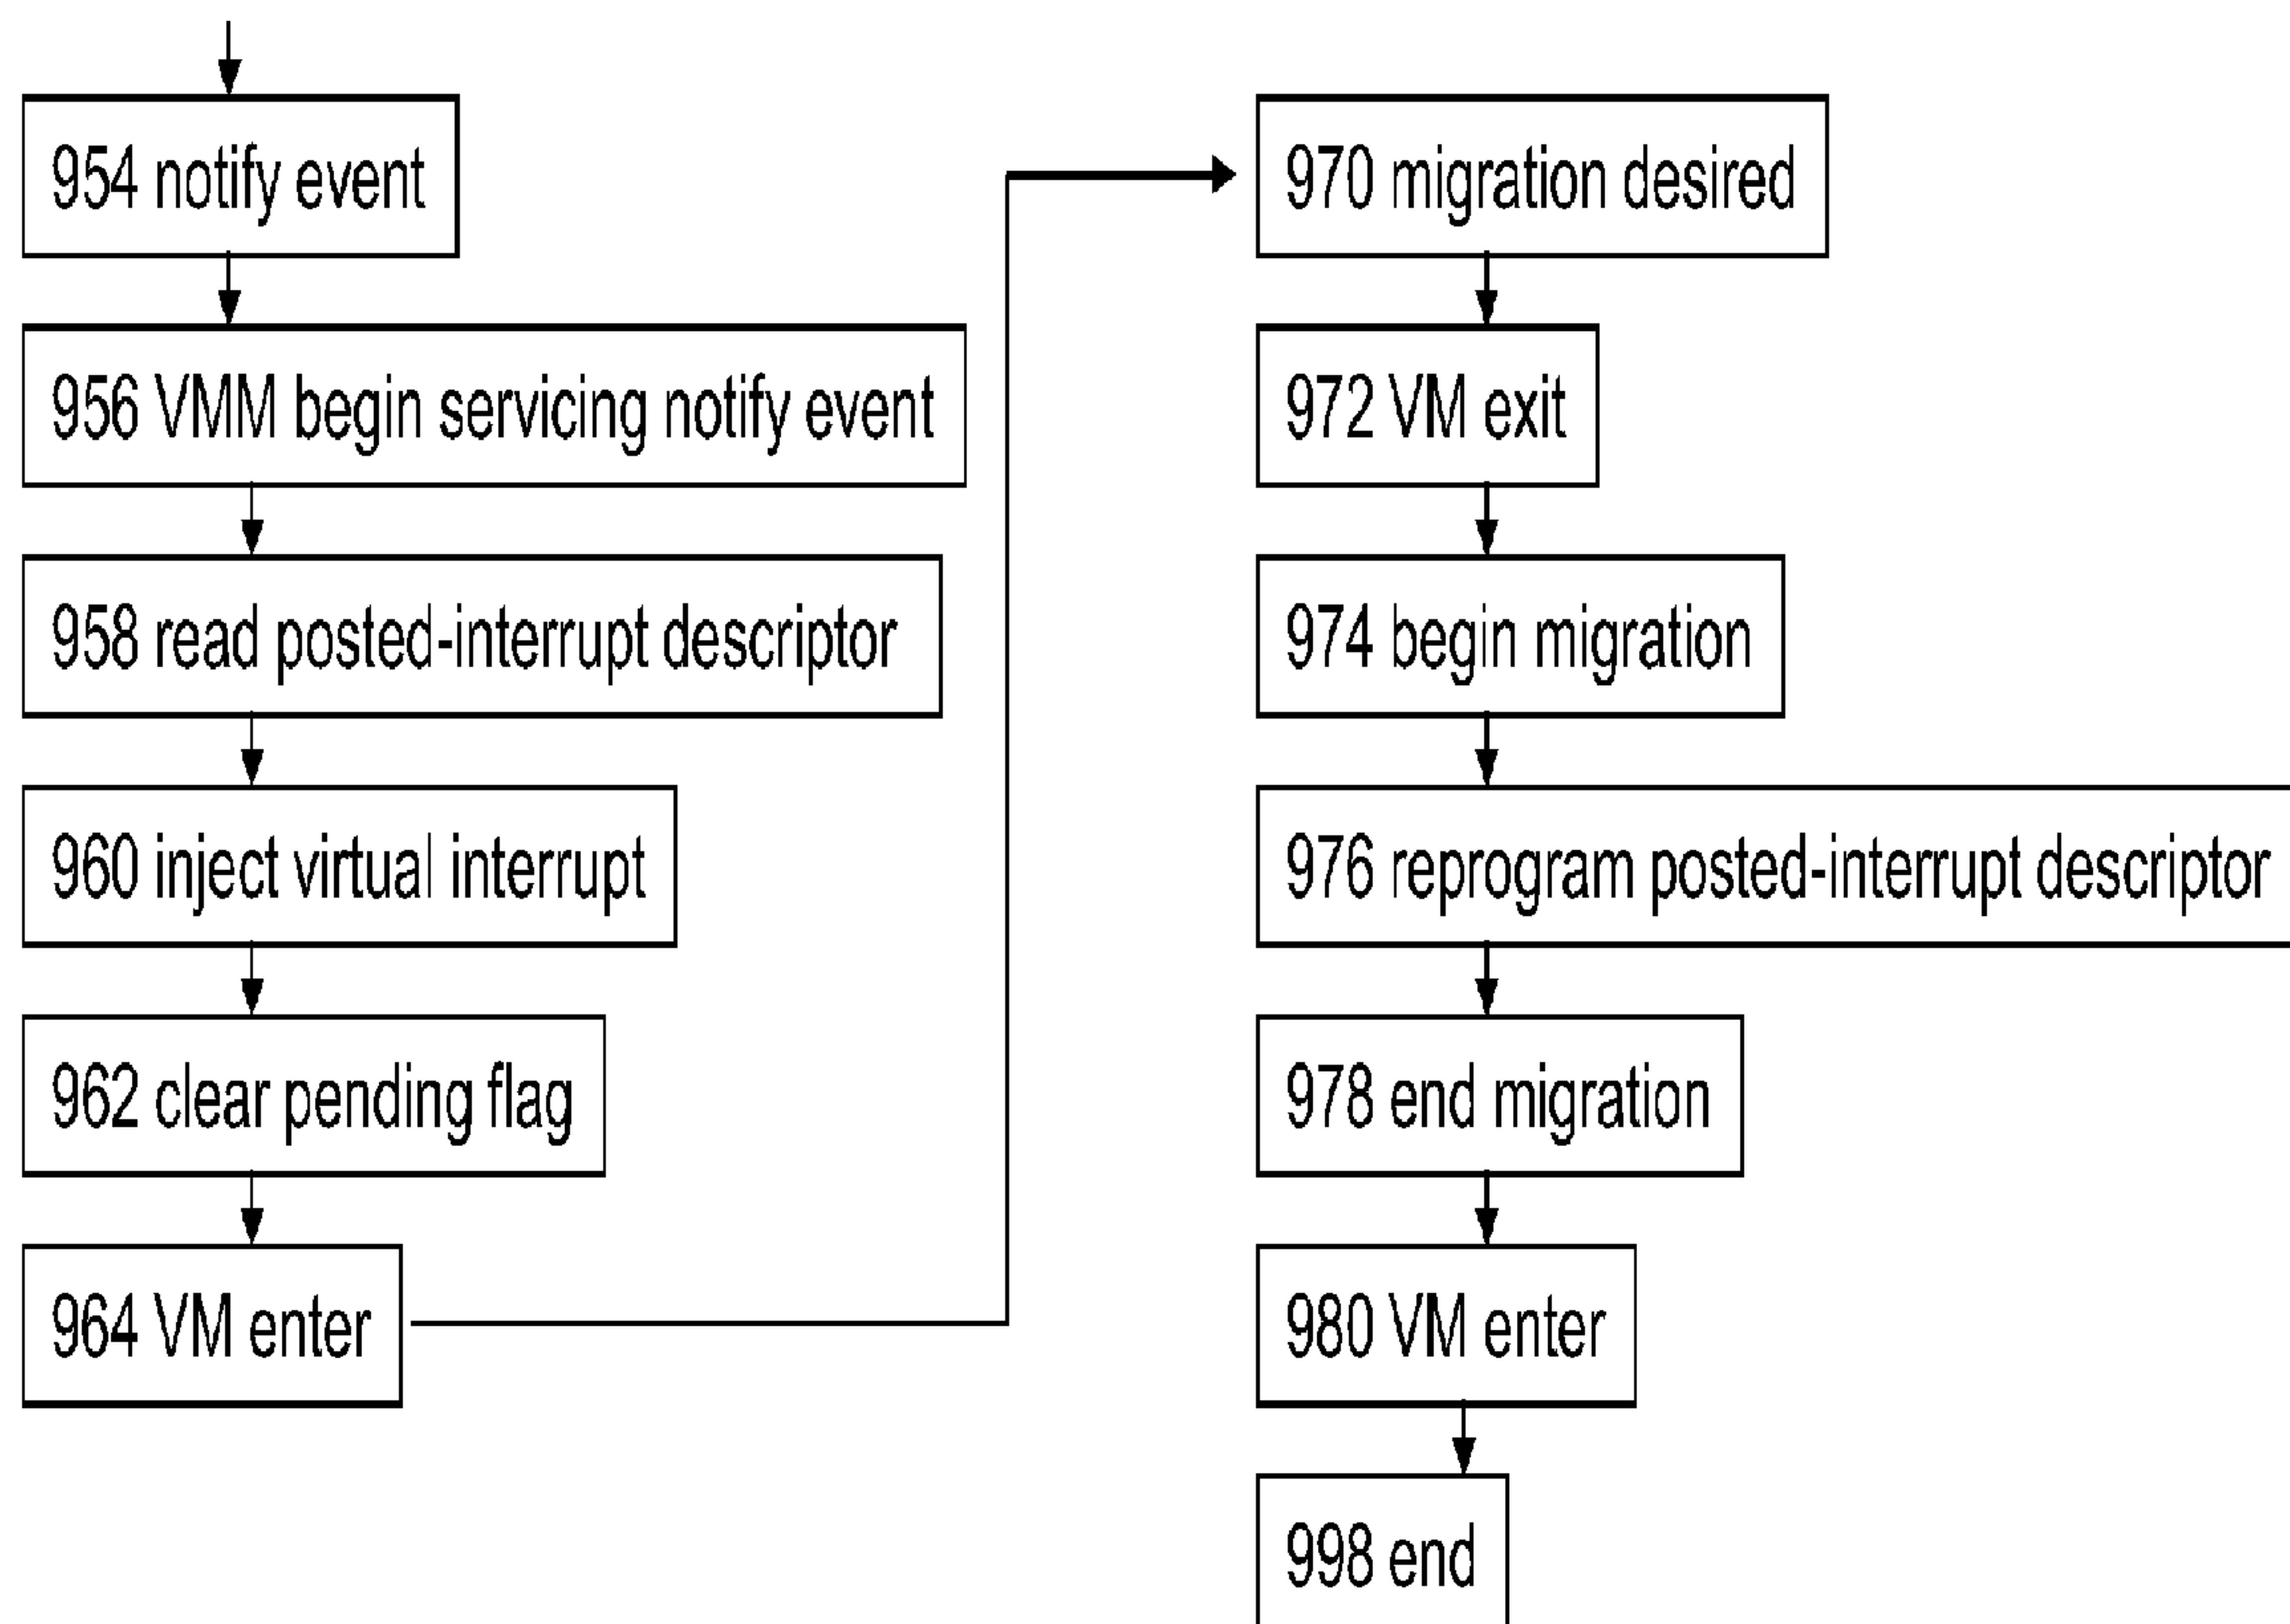 954 notify event
956 VMM begin servicing notify event
958 read posted-interrupt descriptor
960 inject virtual interrupt
962 clear pending flag
964 VM enter
970 migration desired
972 VM exit
974 begin migration
976 reprogram posted-interrupt descriptor
978 end migration
980 VM enter
998 end